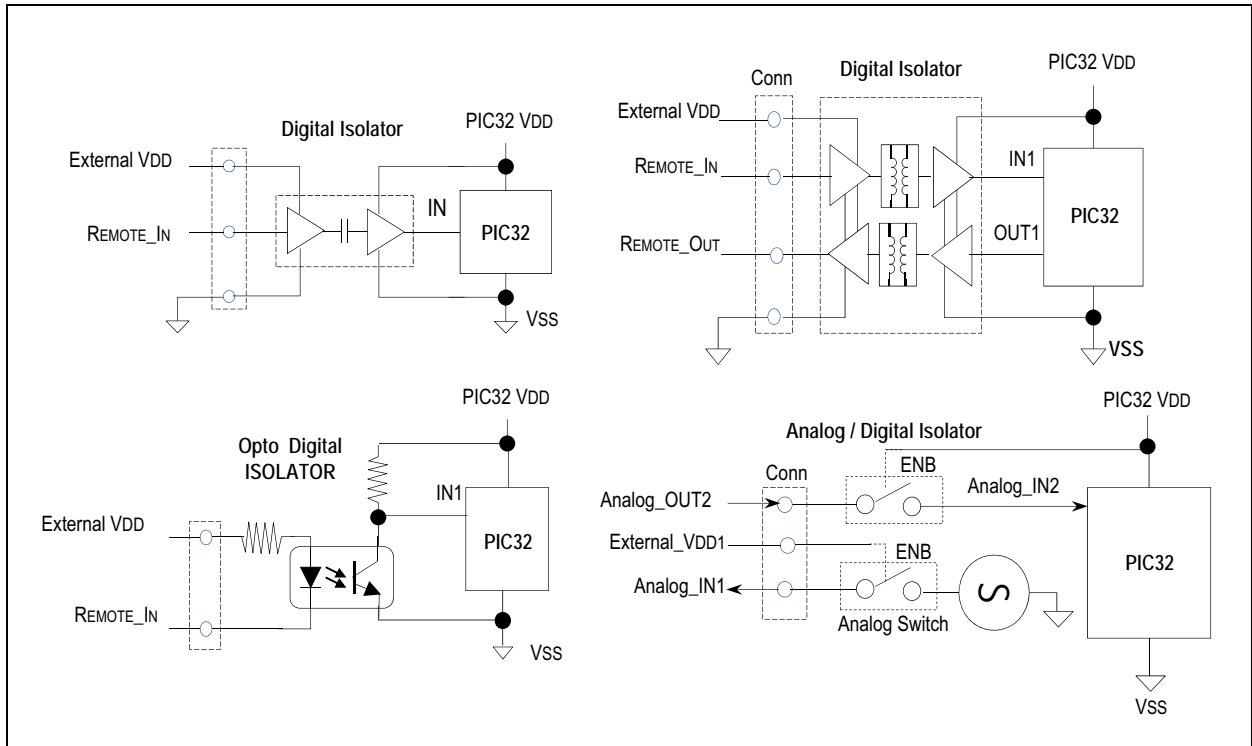 Digital Isolator
PIC32 VDD
External VDD
REMOTE_IN
IN
PIC32
VSS
Conn
Digital Isolator
PIC32 VDD
External VDD
REMOTE_IN
IN1
PIC32
REMOTE_OUT
OUT1
VSS
PIC32 VDD
Opto Digital
ISOLATOR
IN1
External VDD
PIC32
REMOTE_IN
VSS
PIC32 VDD
Analog / Digital Isolator
Conn
ENB
Analog_OUT2
Analog_IN2
External_VDD1
ENB
PIC32
Analog_IN1
S
Analog Switch
VSS